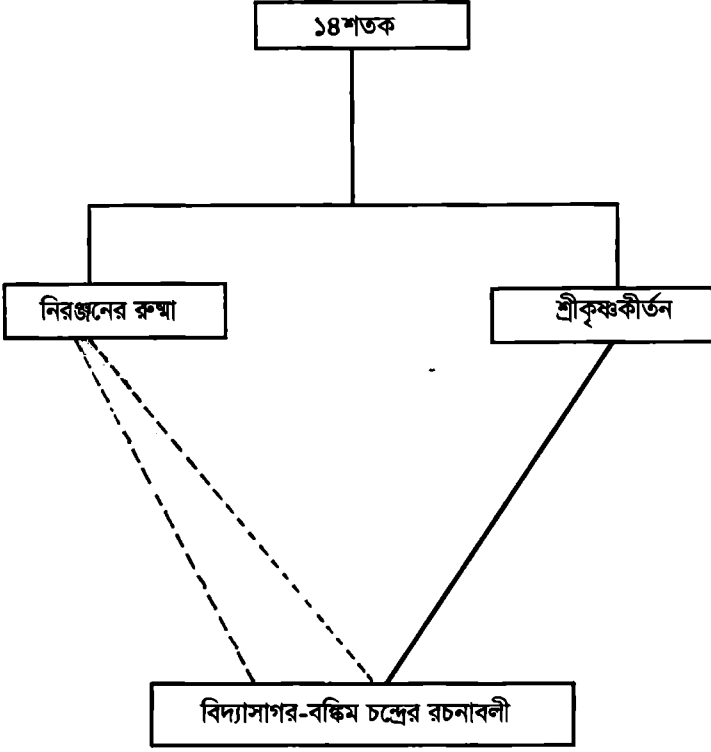 ১৪শতক
নিরঞ্জনের রুষ্মা
শ্রীকৃষ্ণকীর্তন
বিদ্যাসাগর-বঙ্কিম চন্দ্রের রচনাবলী